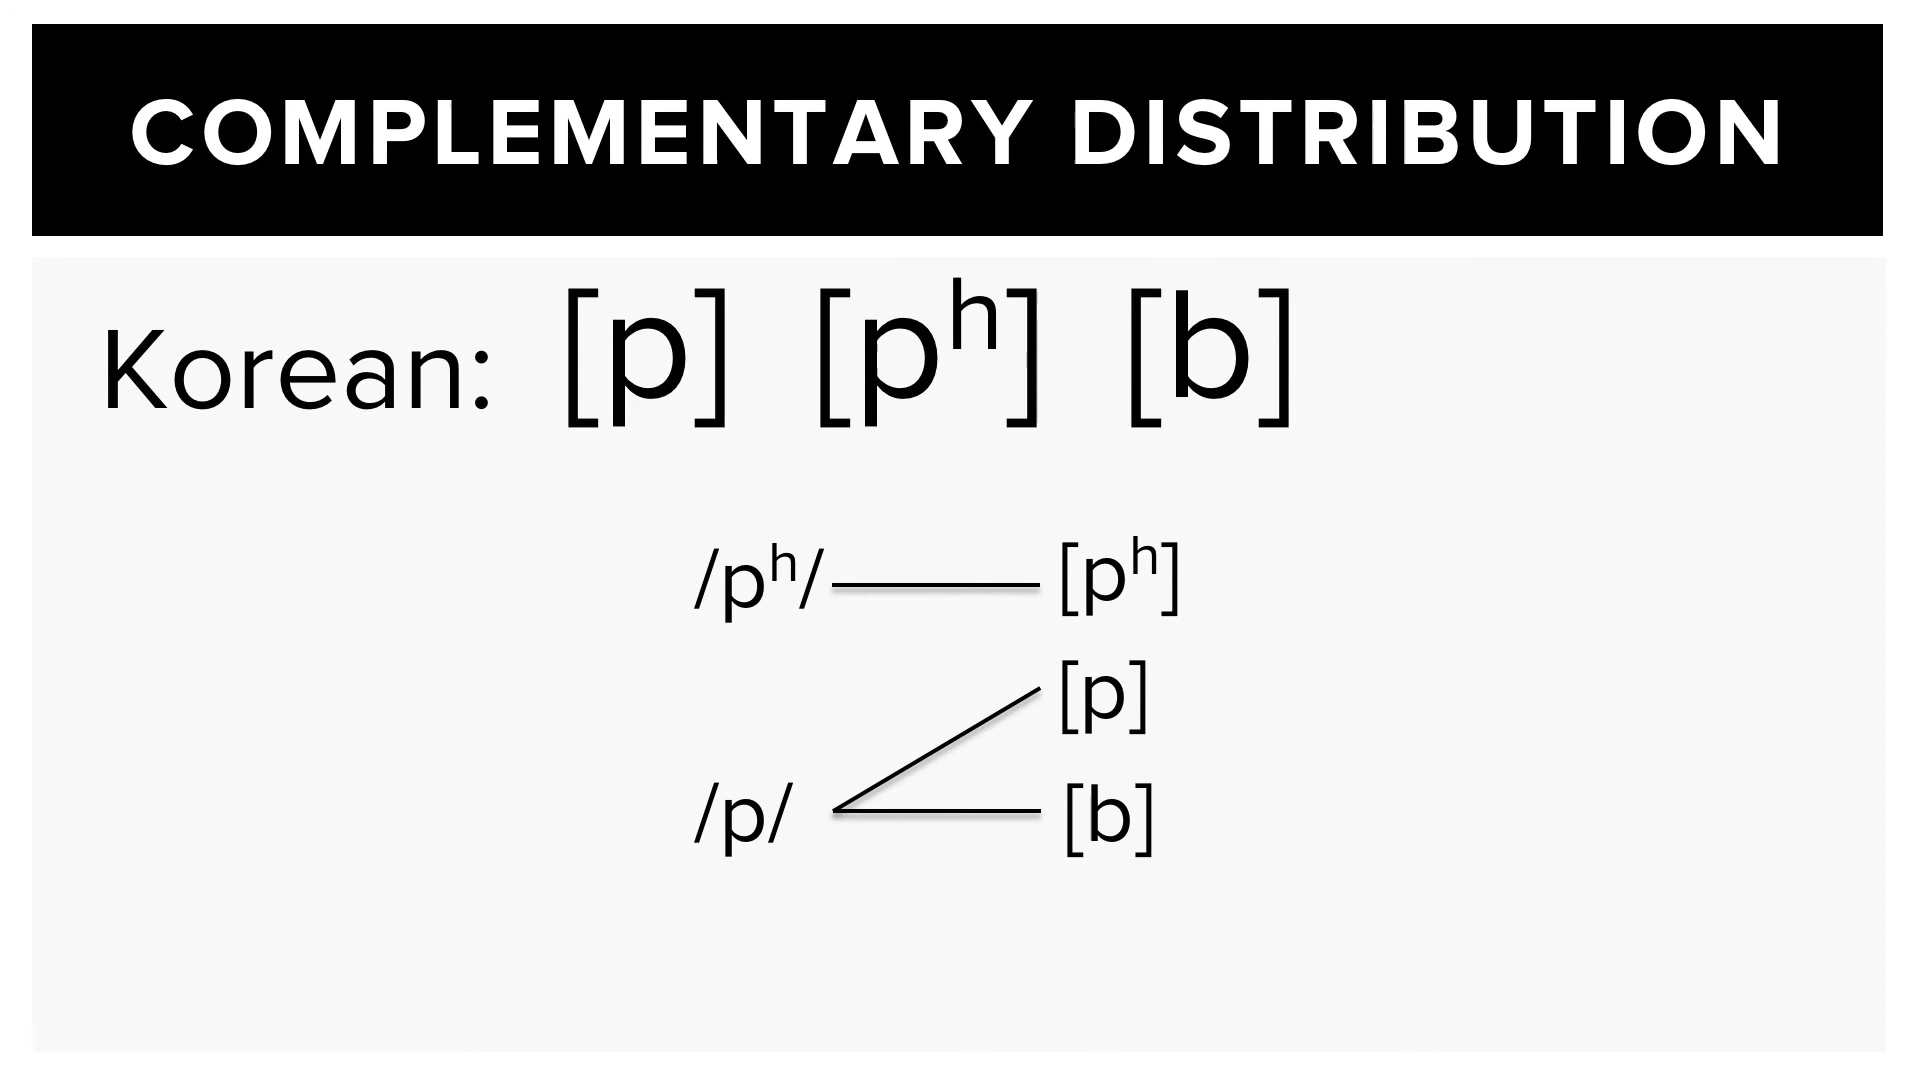 COMPLEMENTARY DISTRIBUTION
Korean: [p] [pʰ] [b]
/pʰ/ [pʰ]
[p]
/p/ [b]